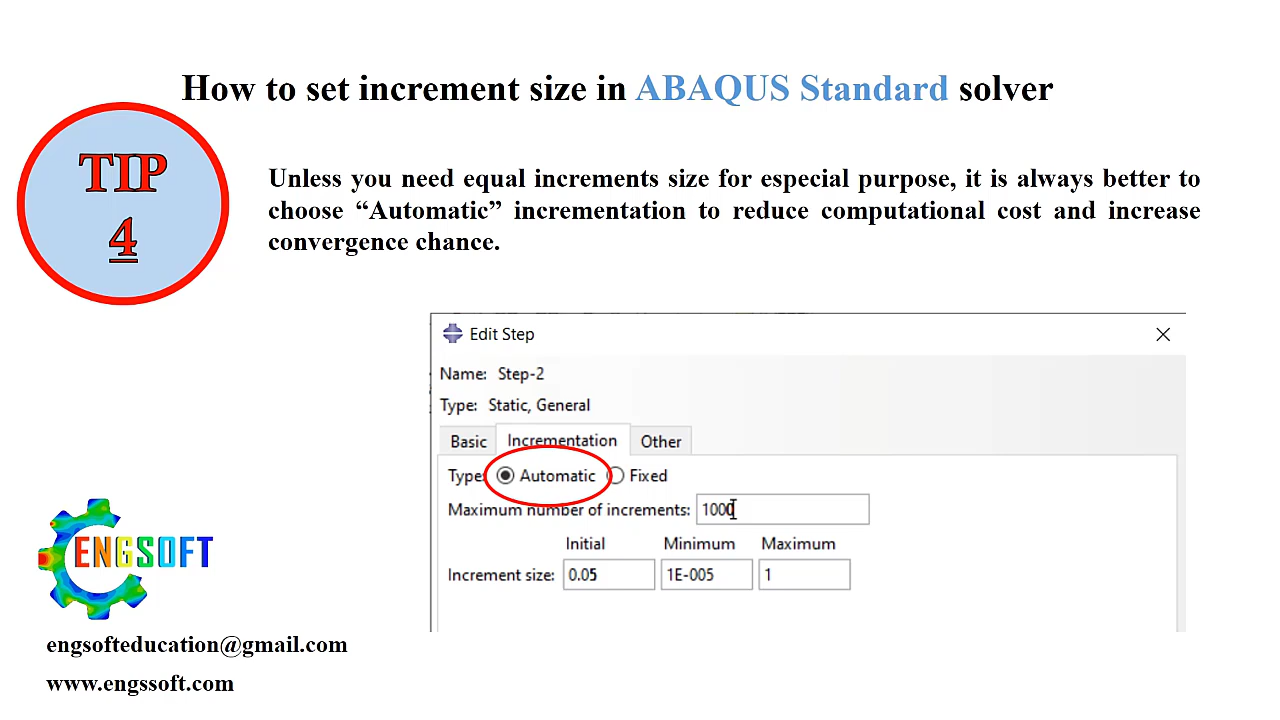 How to set increment size in ABAQUS Standard solver
TIP
4
Unless you need equal increments size for especial purpose, it is always better to
choose “Automatic” incrementation to reduce computational cost and increase
convergence chance.
Edit Step
Name: Step-2
Type: Static, General
Basic Incrementation Other
Type: Automatic Fixed
Maximum number of increments: 1000
Initial Minimum Maximum
Increment size: 0.05 1E-005 1
ENGSOFT
engsofteducation@gmail.com
www.engssoft.com